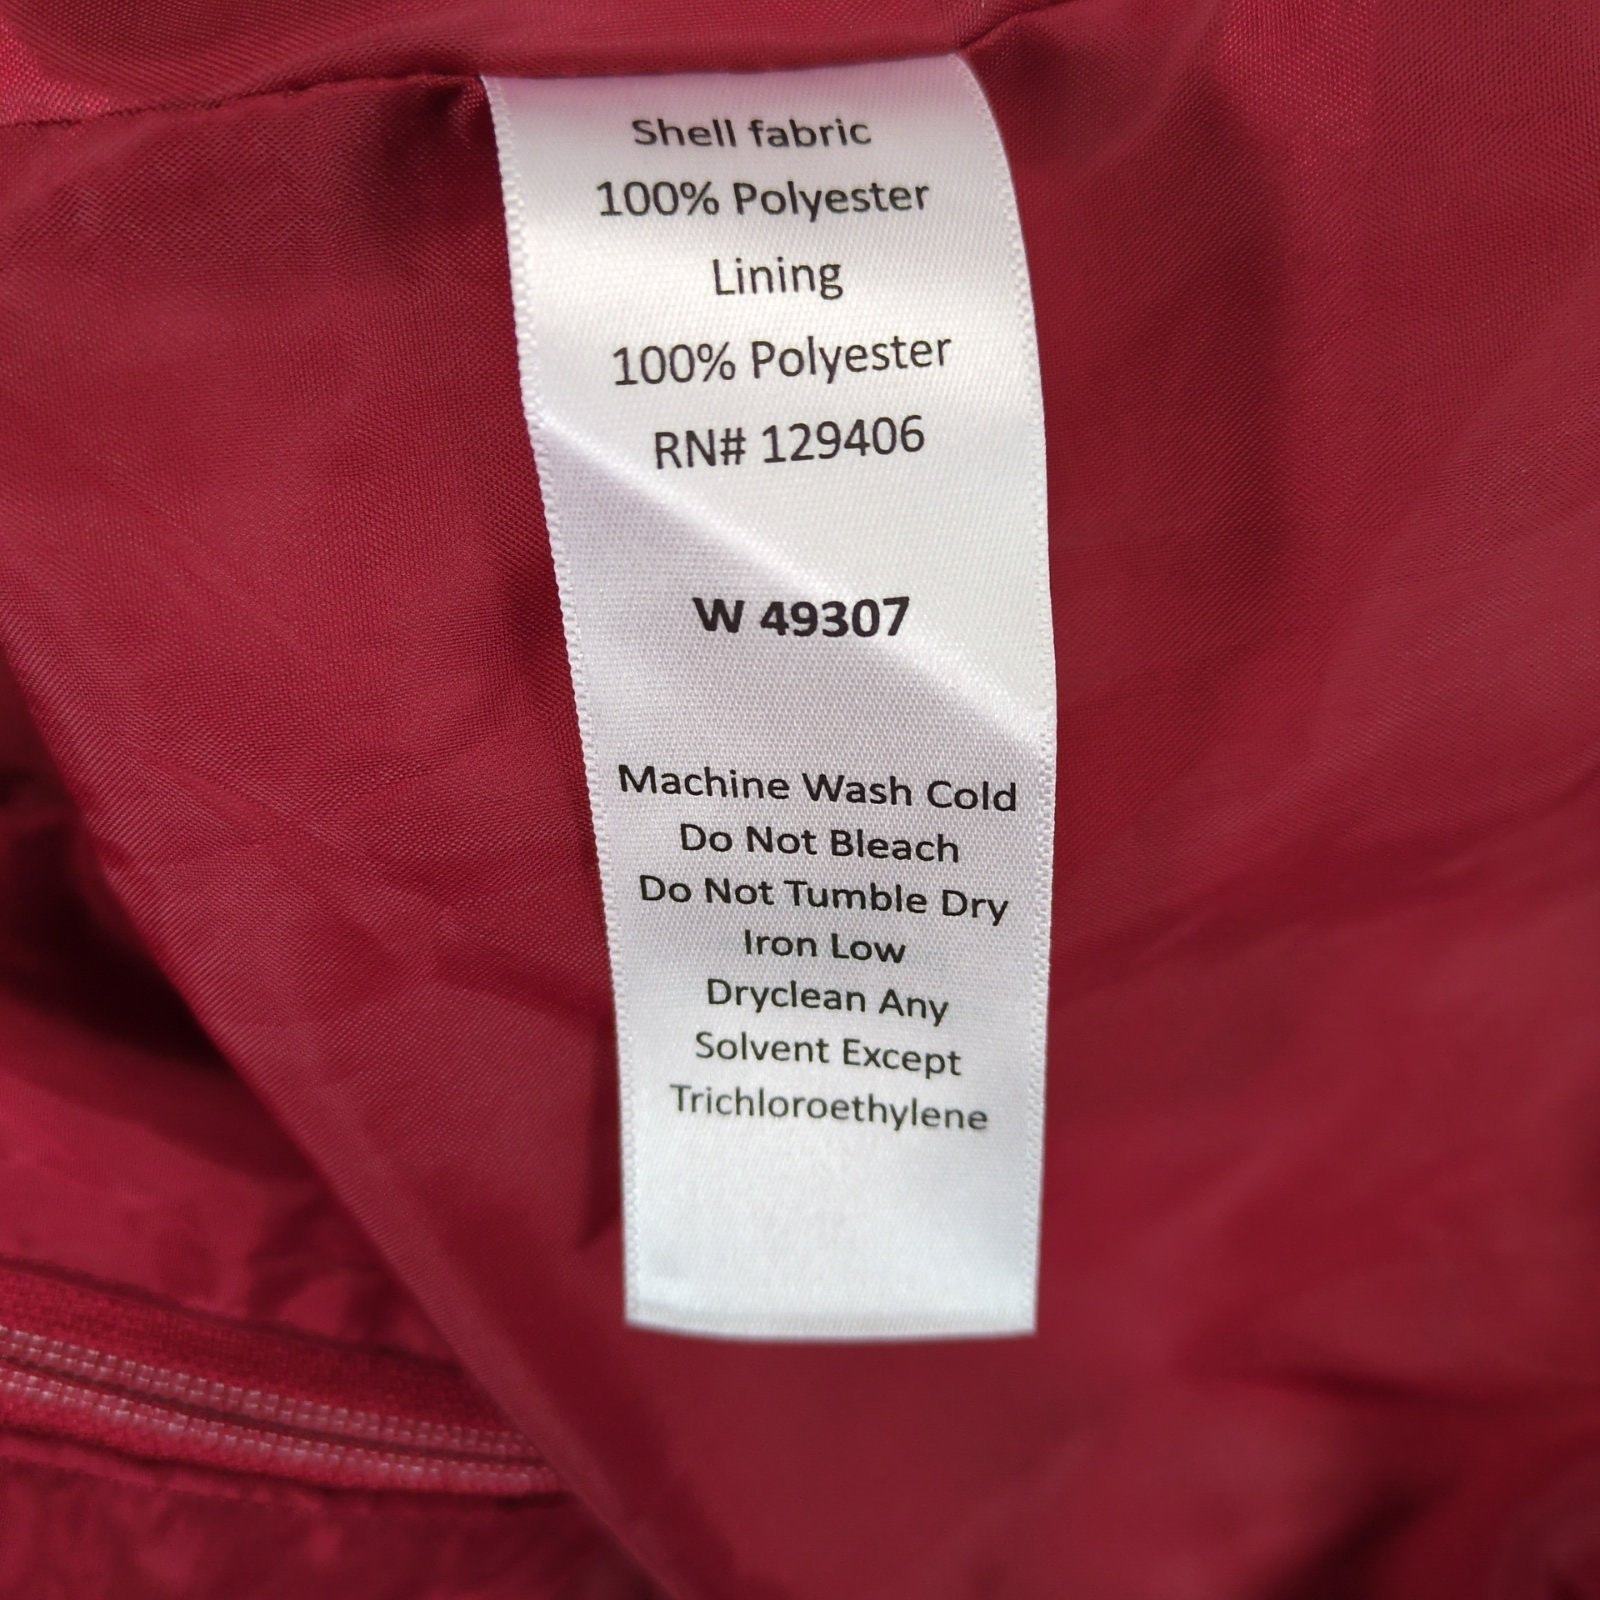 Shell fabric
100% Polyester
Lining
100% Polyester
RN# 129406
W 49307
Machine Wash Cold
Do Not Bleach
Do Not Tumble Dry
Iron Low
Dryclean Any
Solvent Except
Trichloroethylene